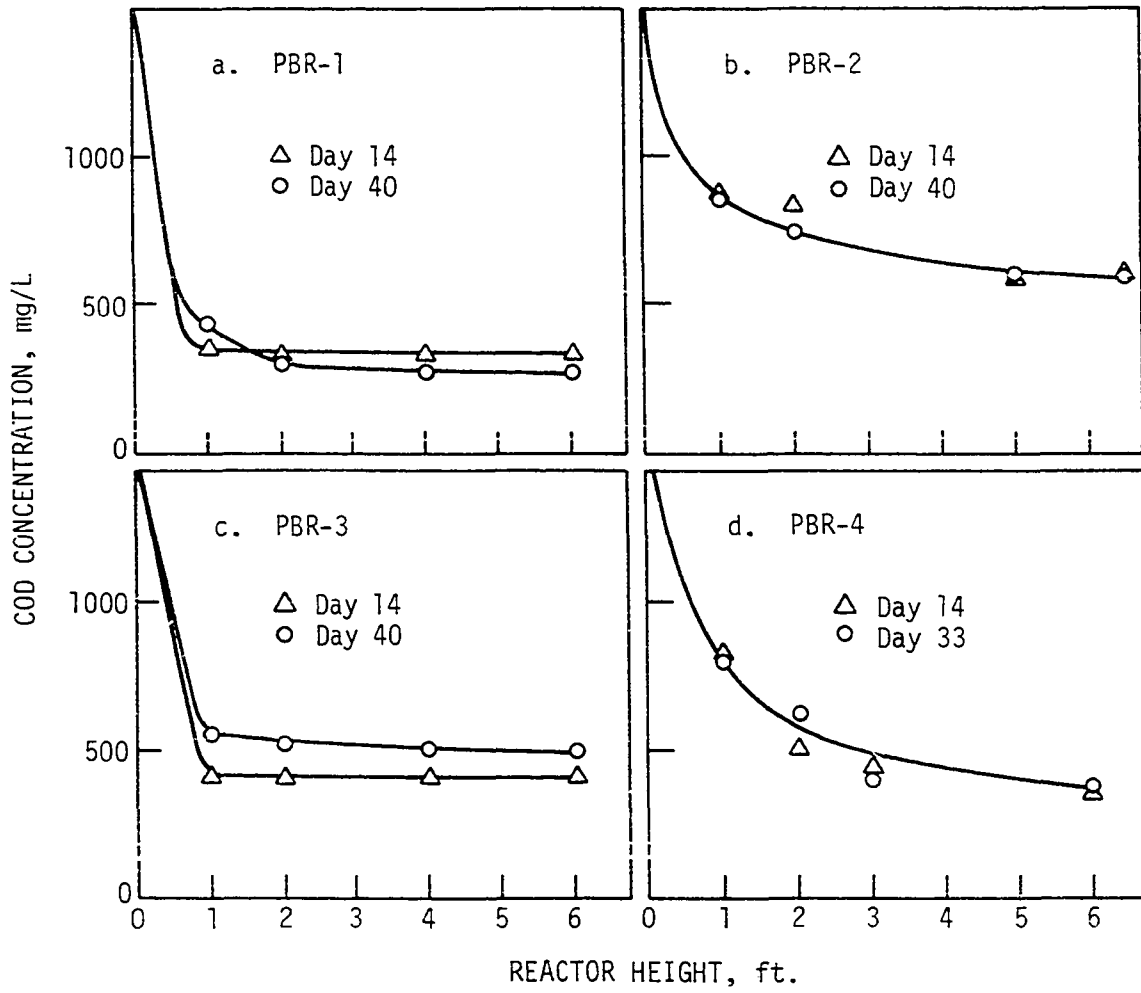 a. PBR-1
△ Day 14
○ Day 40
1000
500
0
b. PBR-2
△ Day 14
○ Day 40
c. PBR-3
△ Day 14
○ Day 40
1000
500
0
0 1 2 3 4 5 6
d. PBR-4
△ Day 14
○ Day 33
0 1 2 3 4 5 6
COD CONCENTRATION, mg/L
REACTOR HEIGHT, ft.